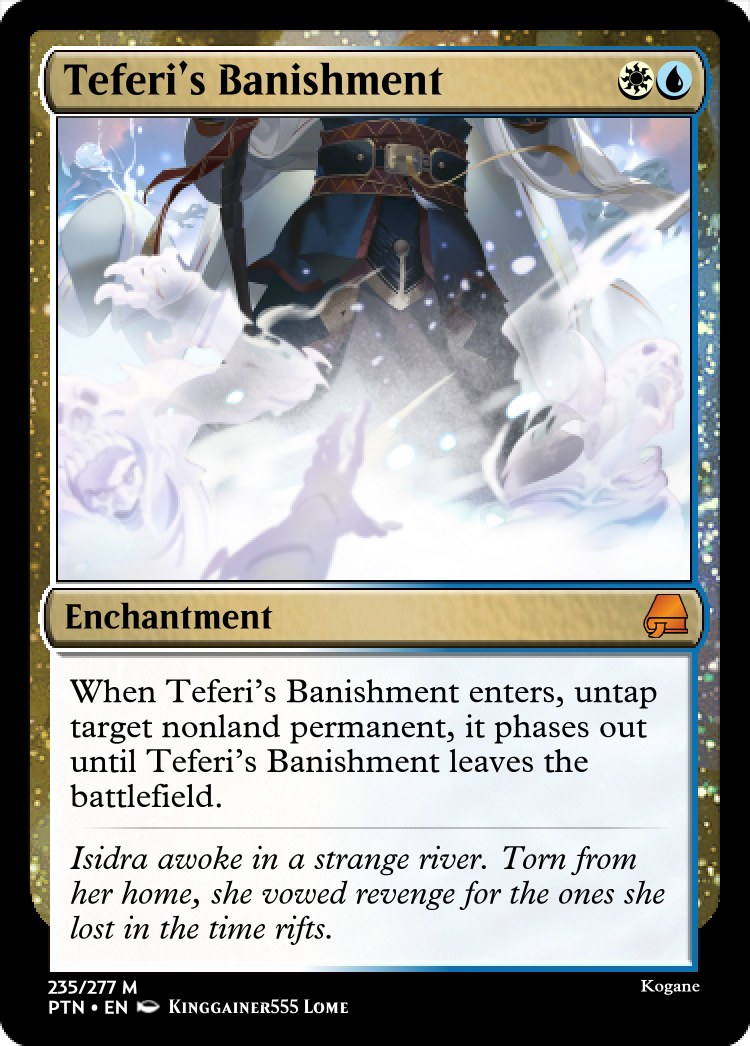 Teferi's Banishment
Enchantment
When Teferi's Banishment enters, untap
target nonland permanent, it phases out
until Teferi's Banishment leaves the
battlefield.
Isidra awoke in a strange river. Torn from
her home, she vowed revenge for the ones she
lost in the time rifts.
235/277 M
Kogane
PTN • EN Kinggainer555 Lome